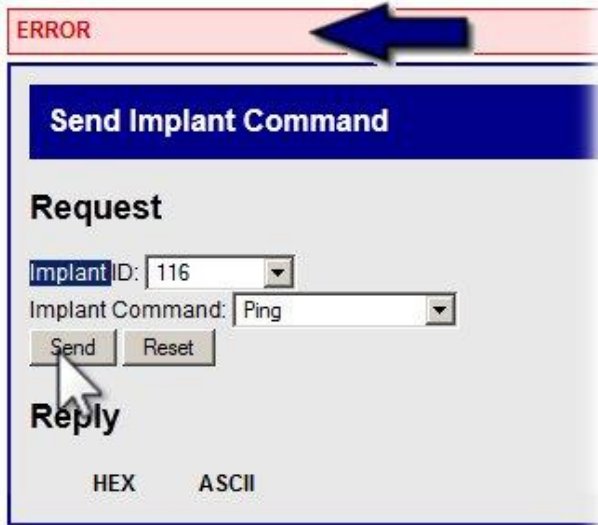 ERROR
Send Implant Command
Request
Implant ID: 116
Implant Command: Ping
Send Reset
Reply
HEX ASCII